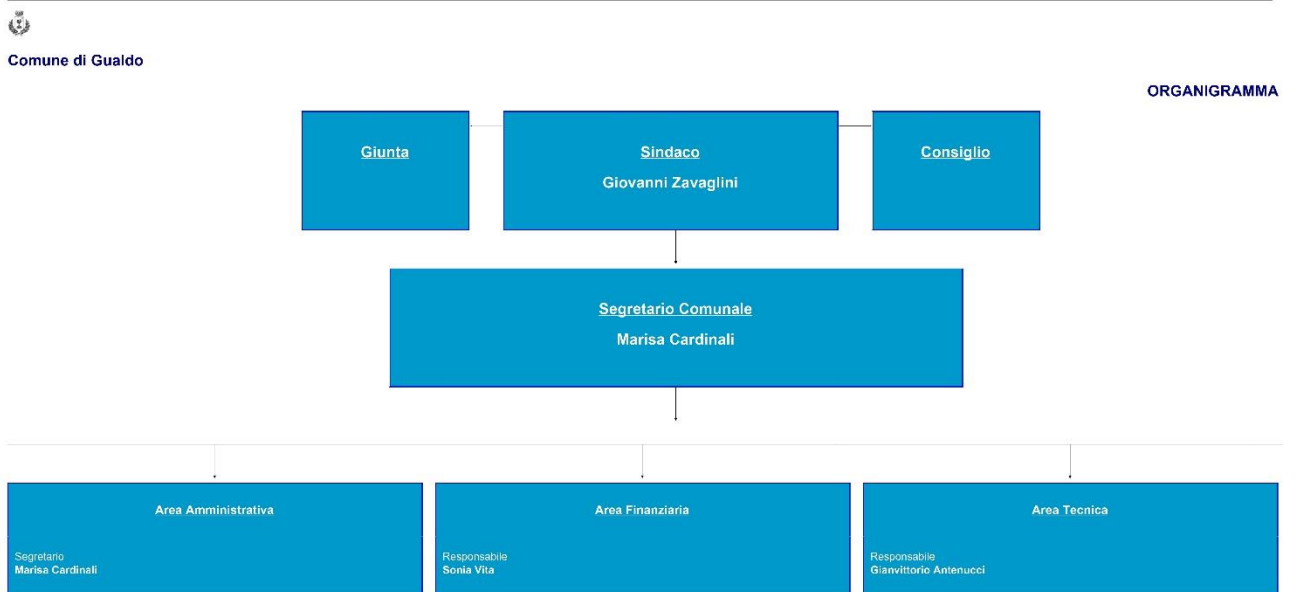 Comune di Gualdo
ORGANIGRAMMA
Giunta
Sindaco
Giovanni Zavaglini
Consiglio
Segretario Comunale
Marisa Cardinali
Area Amministrativa
Segretario
Marisa Cardinali
Area Finanziaria
Responsabile
Sonia Vita
Area Tecnica
Responsabile
Gianvittorio Antenucci